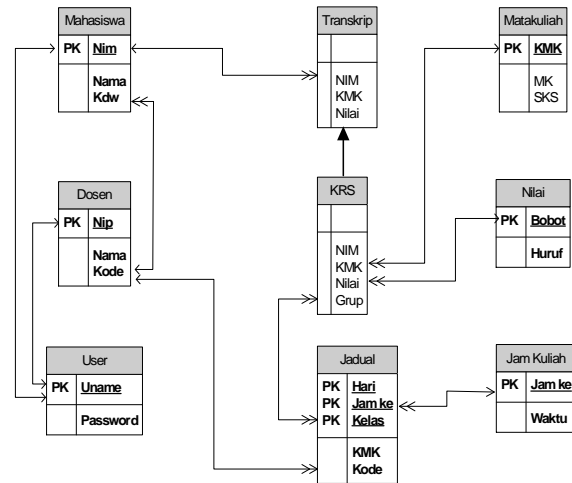 Mahasiswa
PK Nim
Nama
Kdw
Transkrip
NIM
KMK
Nilai
Matakuliah
PK KMK
MK
SKS
Dosen
PK Nip
Nama
Kode
KRS
NIM
KMK
Nilai
Grup
Nilai
PK Bobot
Huruf
User
PK Uname
Password
Jadual
PK Hari
PK Jam ke
PK Kelas
KMK
Kode
Jam Kuliah
PK Jam ke
Waktu